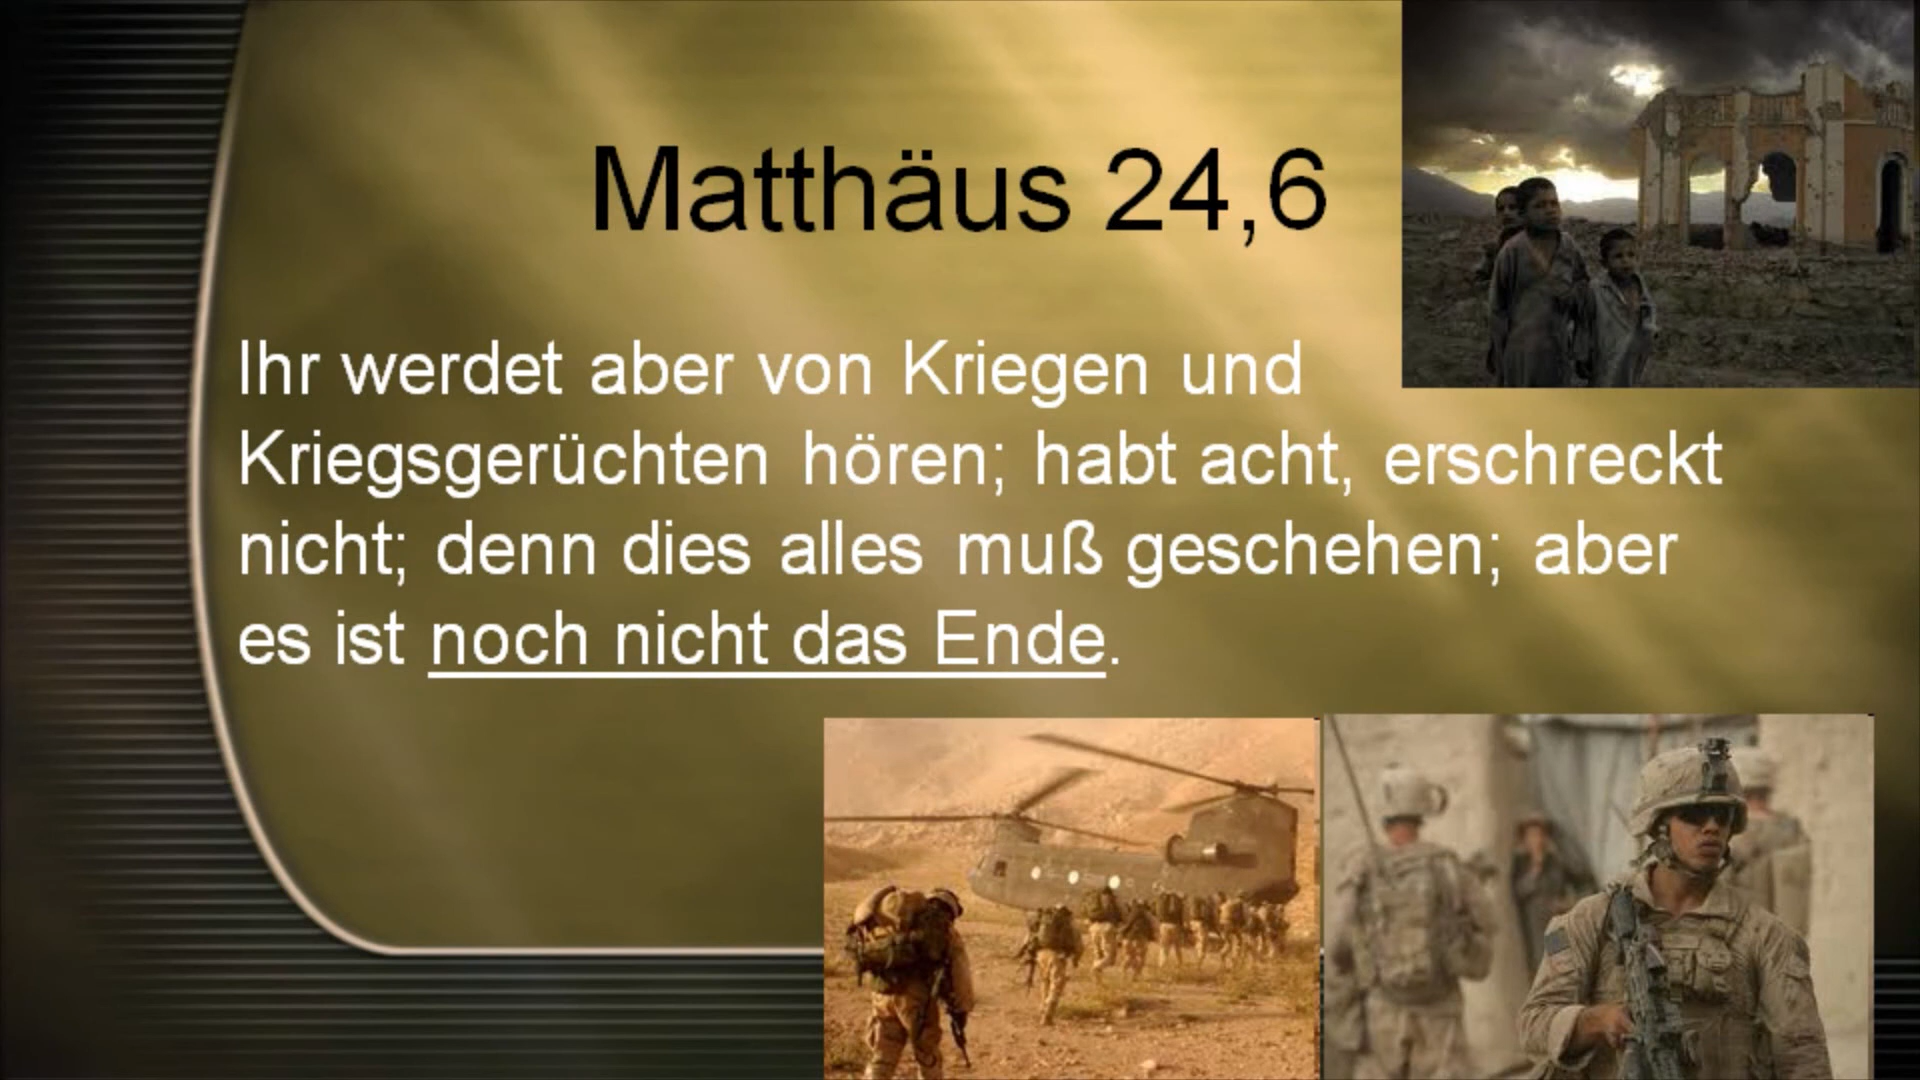 Matthäus 24,6
Ihr werdet aber von Kriegen und
Kriegsgerüchten hören; habt acht, erschreckt
nicht; denn dies alles muß geschehen; aber
es ist noch nicht das Ende.